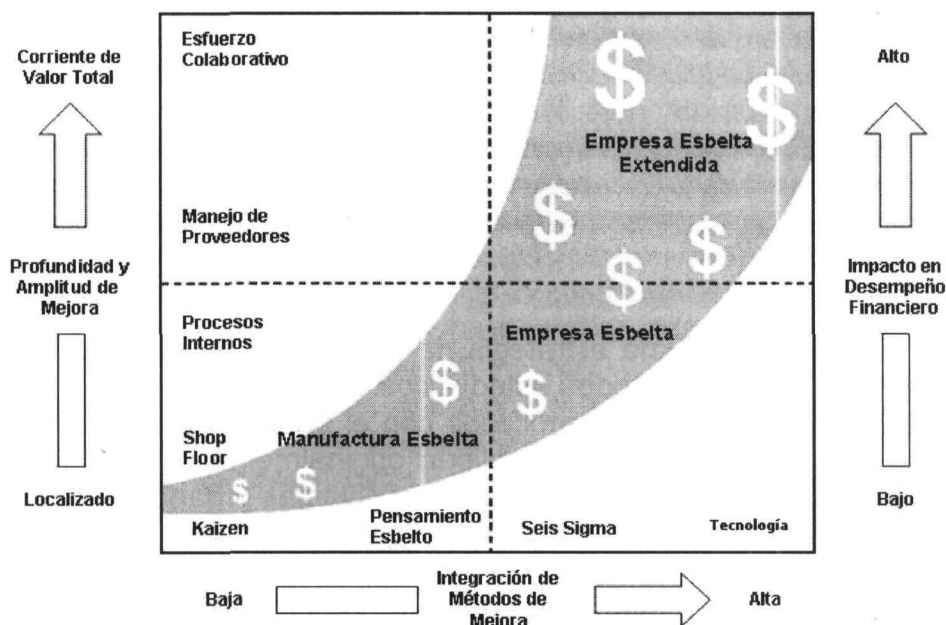 Corriente de
Valor Total
Profundidad y
Amplitud de
Mejora
Localizado
Esfuerzo
Colaborativo
Manejo de
Proveedores
Procesos
Internos
Shop
Floor
$
$
Empresa Esbelta
Extendida
$
$
$
Empresa Esbelta
$
$
Manufactura Esbelta
$
$
Kaizen
Pensamiento
Esbelto
Seis Sigma
Tecnología
Alto
Impacto en
Desempeño
Financiero
Bajo
Baja
Integración de
Métodos de
Mejora
Alta